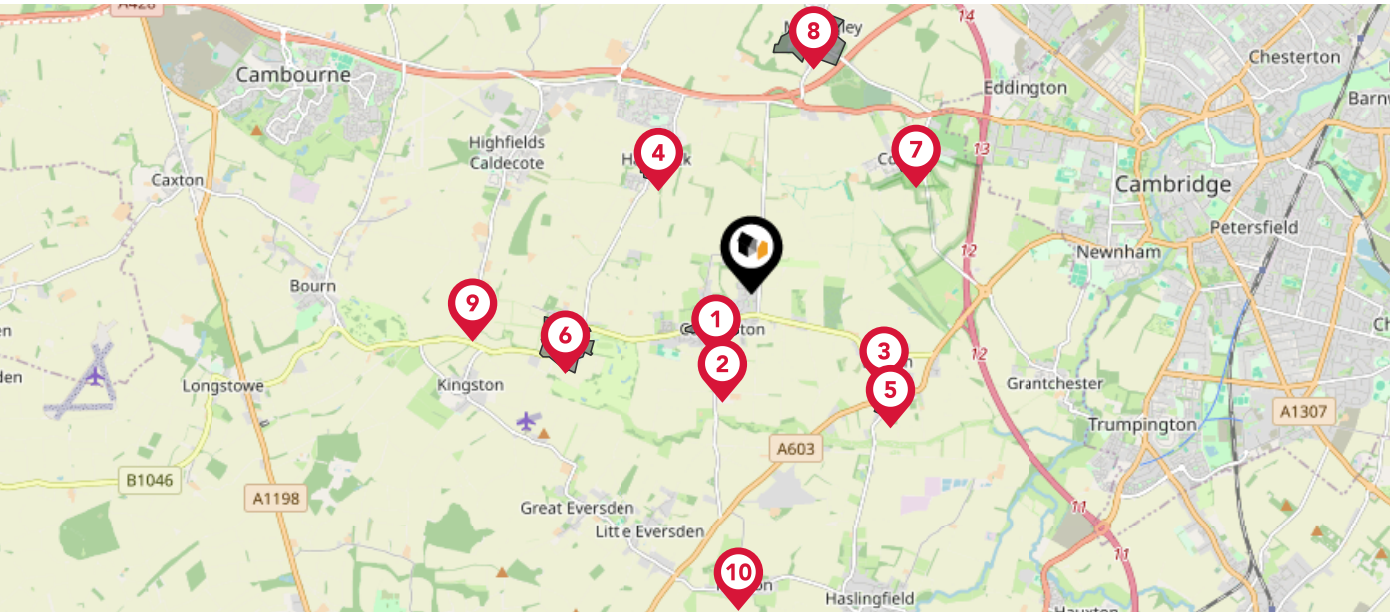 A428
14
8
Chesterton
Cambourne
Eddington
Highfields
Caldecote
4
7
13
Cambridge
Caxton
Petersfield
12
Newnham
Bourn
9
1
6
3
2
12
Longstowe
Kingston
5
Grantchester
A1307
Trumpington
A603
B1046
A1198
Great Eversden
11
Little Eversden
11
10
Haslingfield
Hauxton